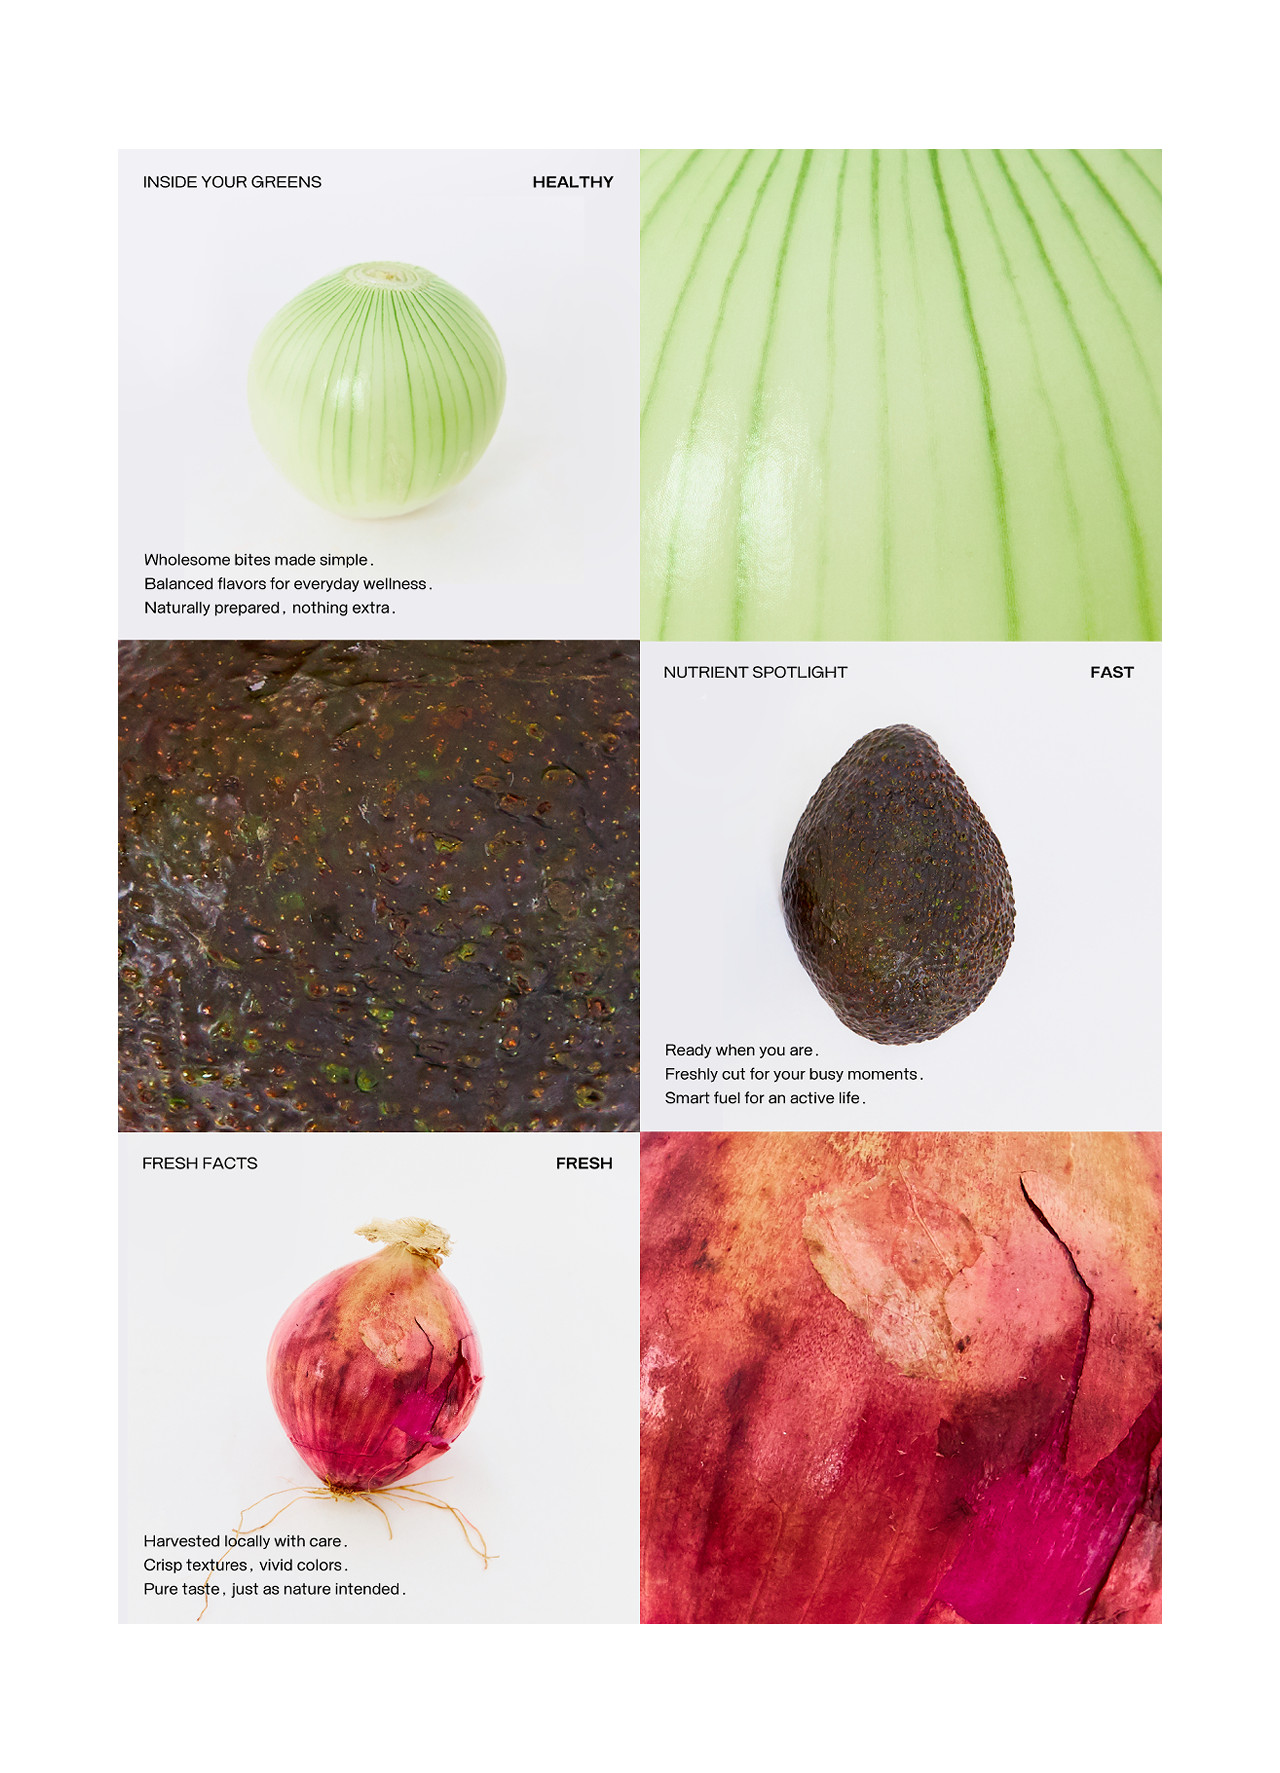 INSIDE YOUR GREENS HEALTHY
Wholesome bites made simple.
Balanced flavors for everyday wellness.
Naturally prepared, nothing extra.
NUTRIENT SPOTLIGHT FAST
Ready when you are.
Freshly cut for your busy moments.
Smart fuel for an active life.
FRESH FACTS FRESH
Harvested locally with care.
Crisp textures, vivid colors.
Pure taste, just as nature intended.